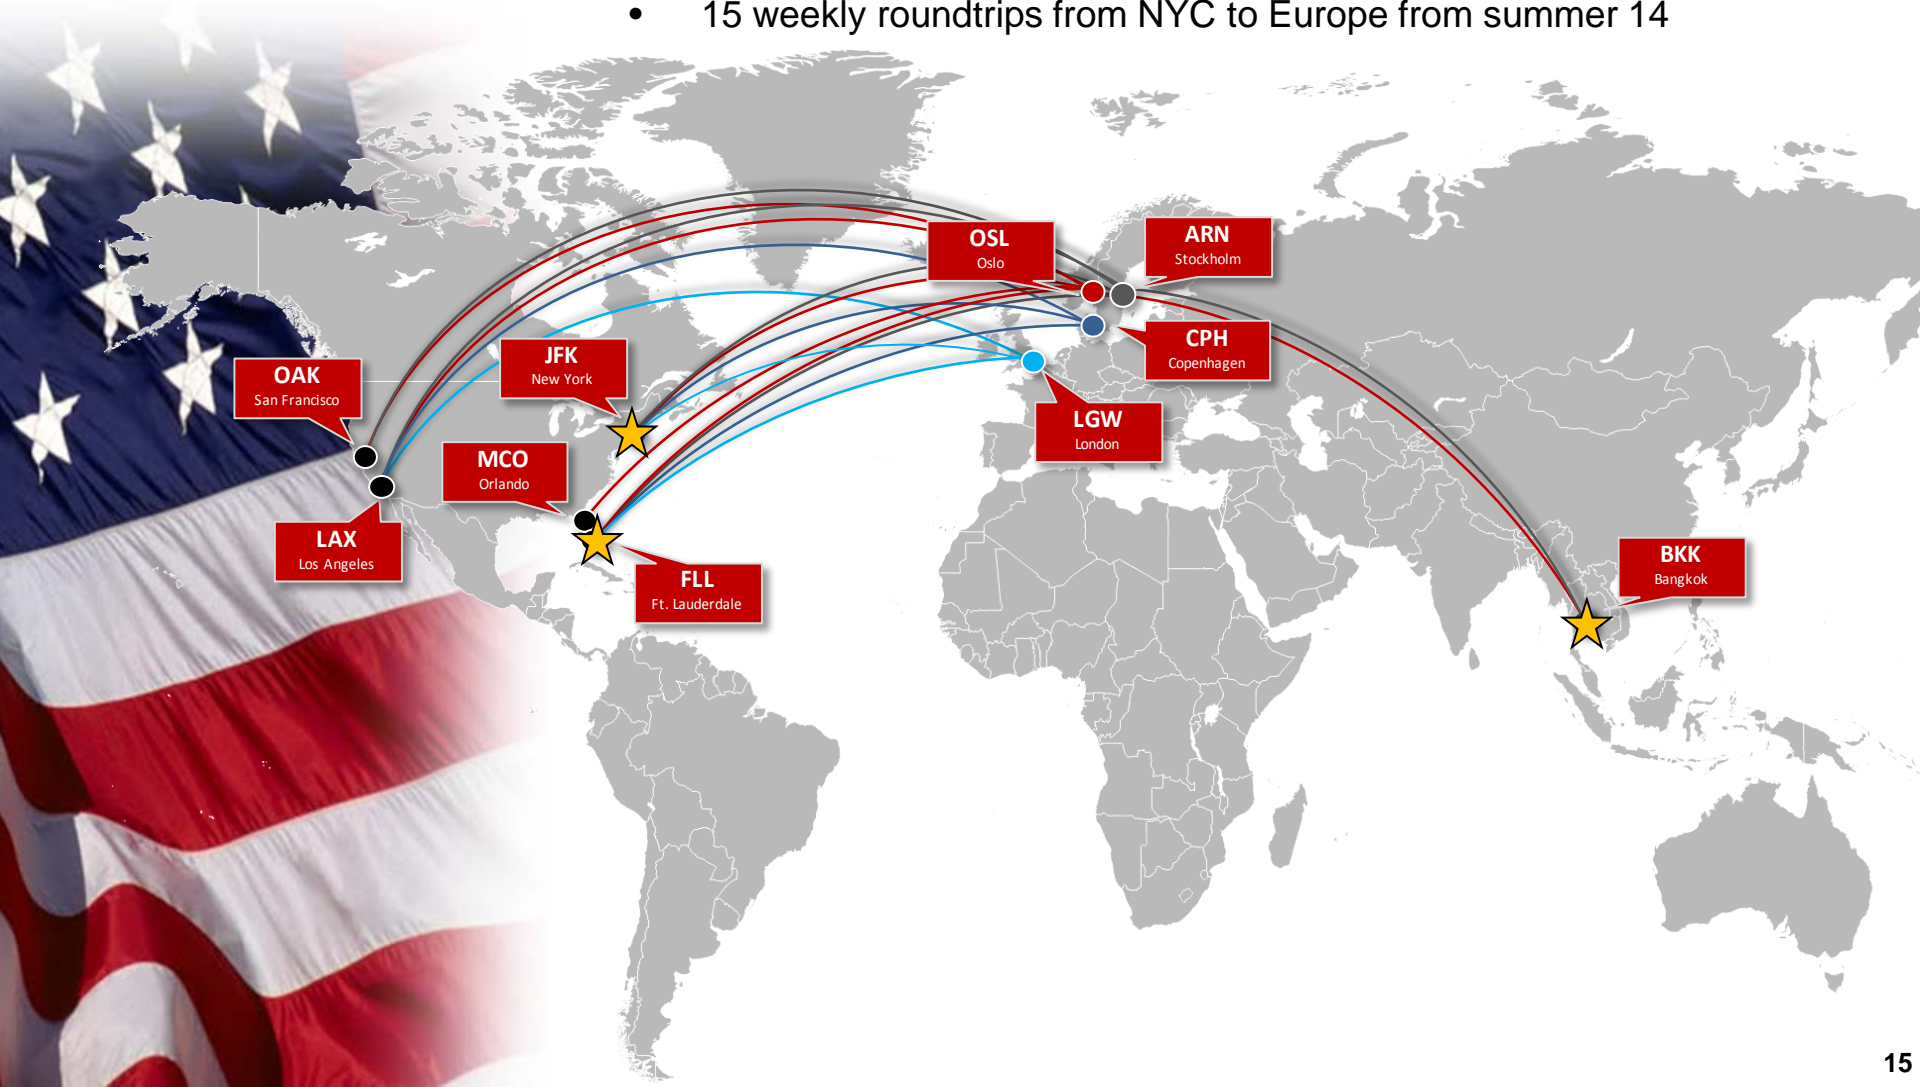 • 15 weekly roundtrips from NYC to Europe from summer 14
OSL
Oslo
ARN
Stockholm
CPH
Copenhagen
JFK
New York
OAK
San Francisco
LGW
London
MCO
Orlando
LAX
Los Angeles
FLL
Ft. Lauderdale
BKK
Bangkok
15